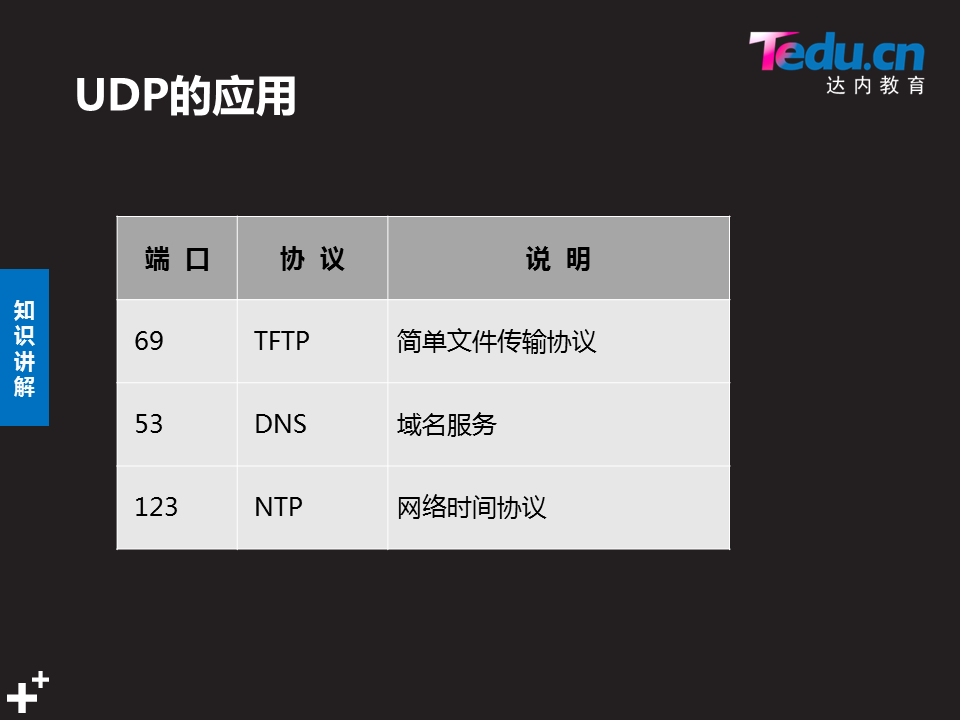 Tedu.cn
达内教育
UDP的应用
端 口 协 议 说 明
69 TFTP 简单文件传输协议
53 DNS 域名服务
123 NTP 网络时间协议
知
识
讲
解